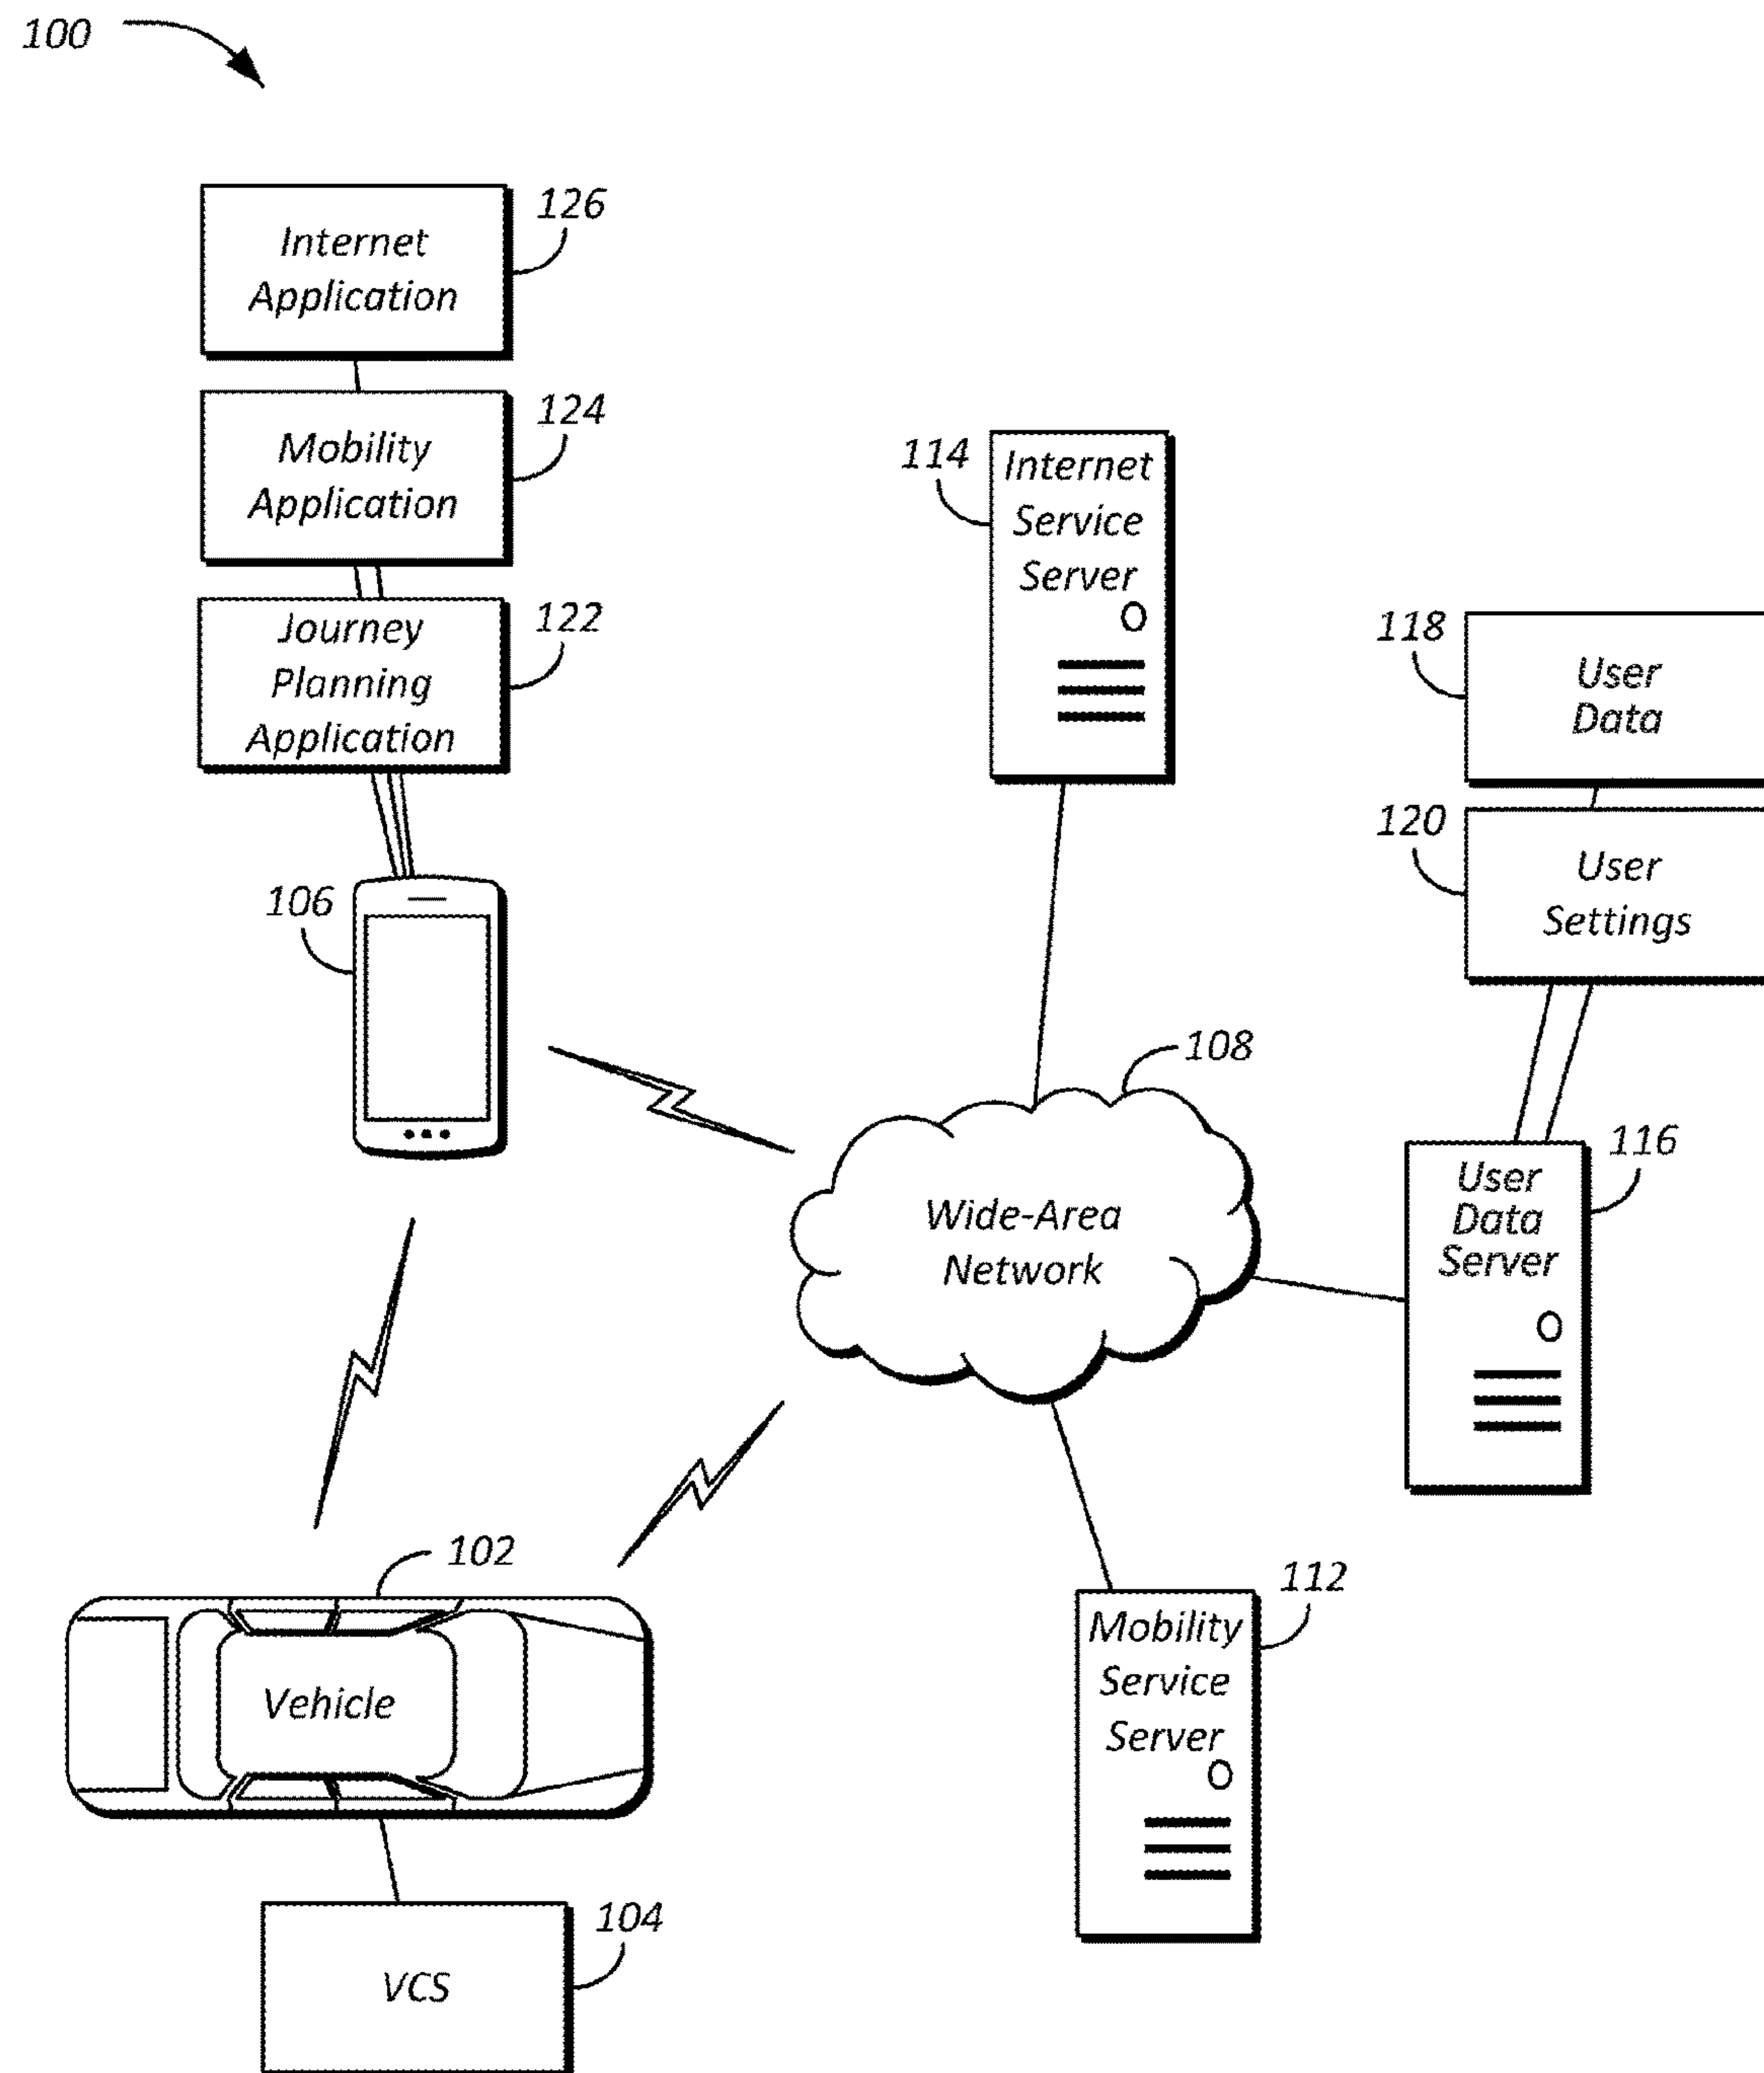 100
126
Internet
Application
124
Mobility
Application
114
Internet
Service
Server
122
Journey
Planning
Application
118
User
Data
120
User
Settings
106
108
Wide-Area
Network
116
User
Data
Server
102
Vehicle
112
Mobility
Service
Server
104
VCS